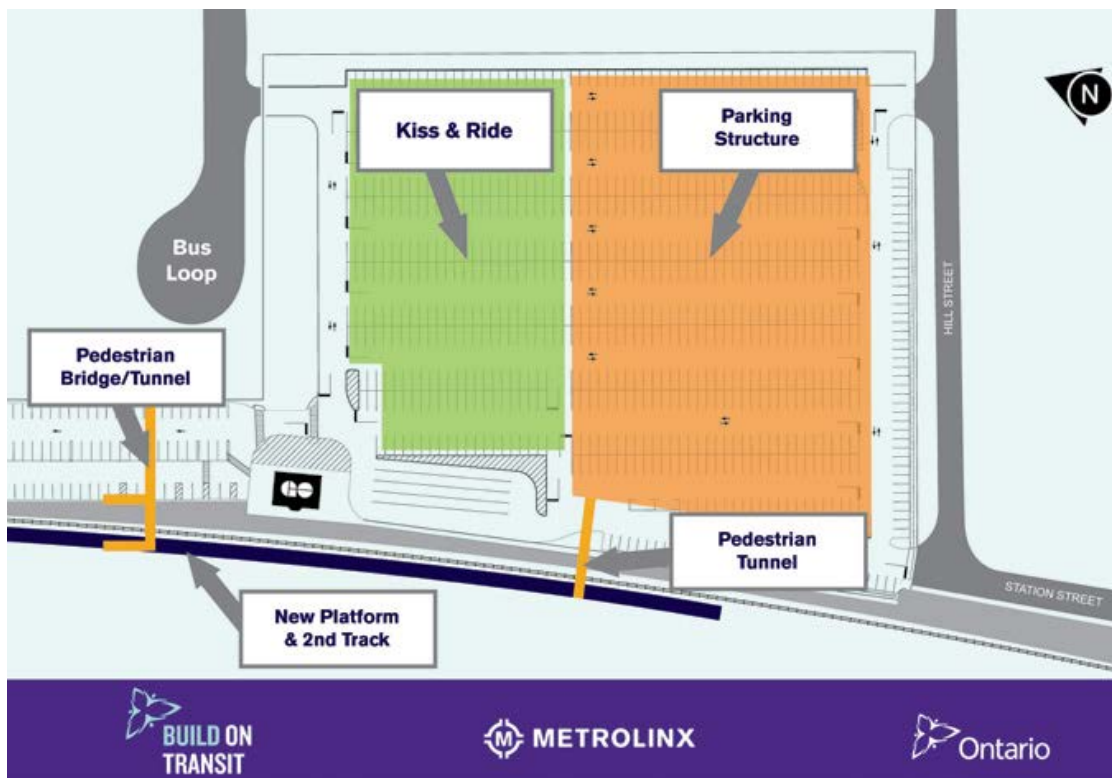 Kiss & Ride
Parking
Structure
N
Bus
Loop
HILL STREET
Pedestrian
Bridge/Tunnel
GO
Pedestrian
Tunnel
STATION STREET
New Platform
& 2nd Track
BUILD ON
TRANSIT
M METROLINX
Ontario